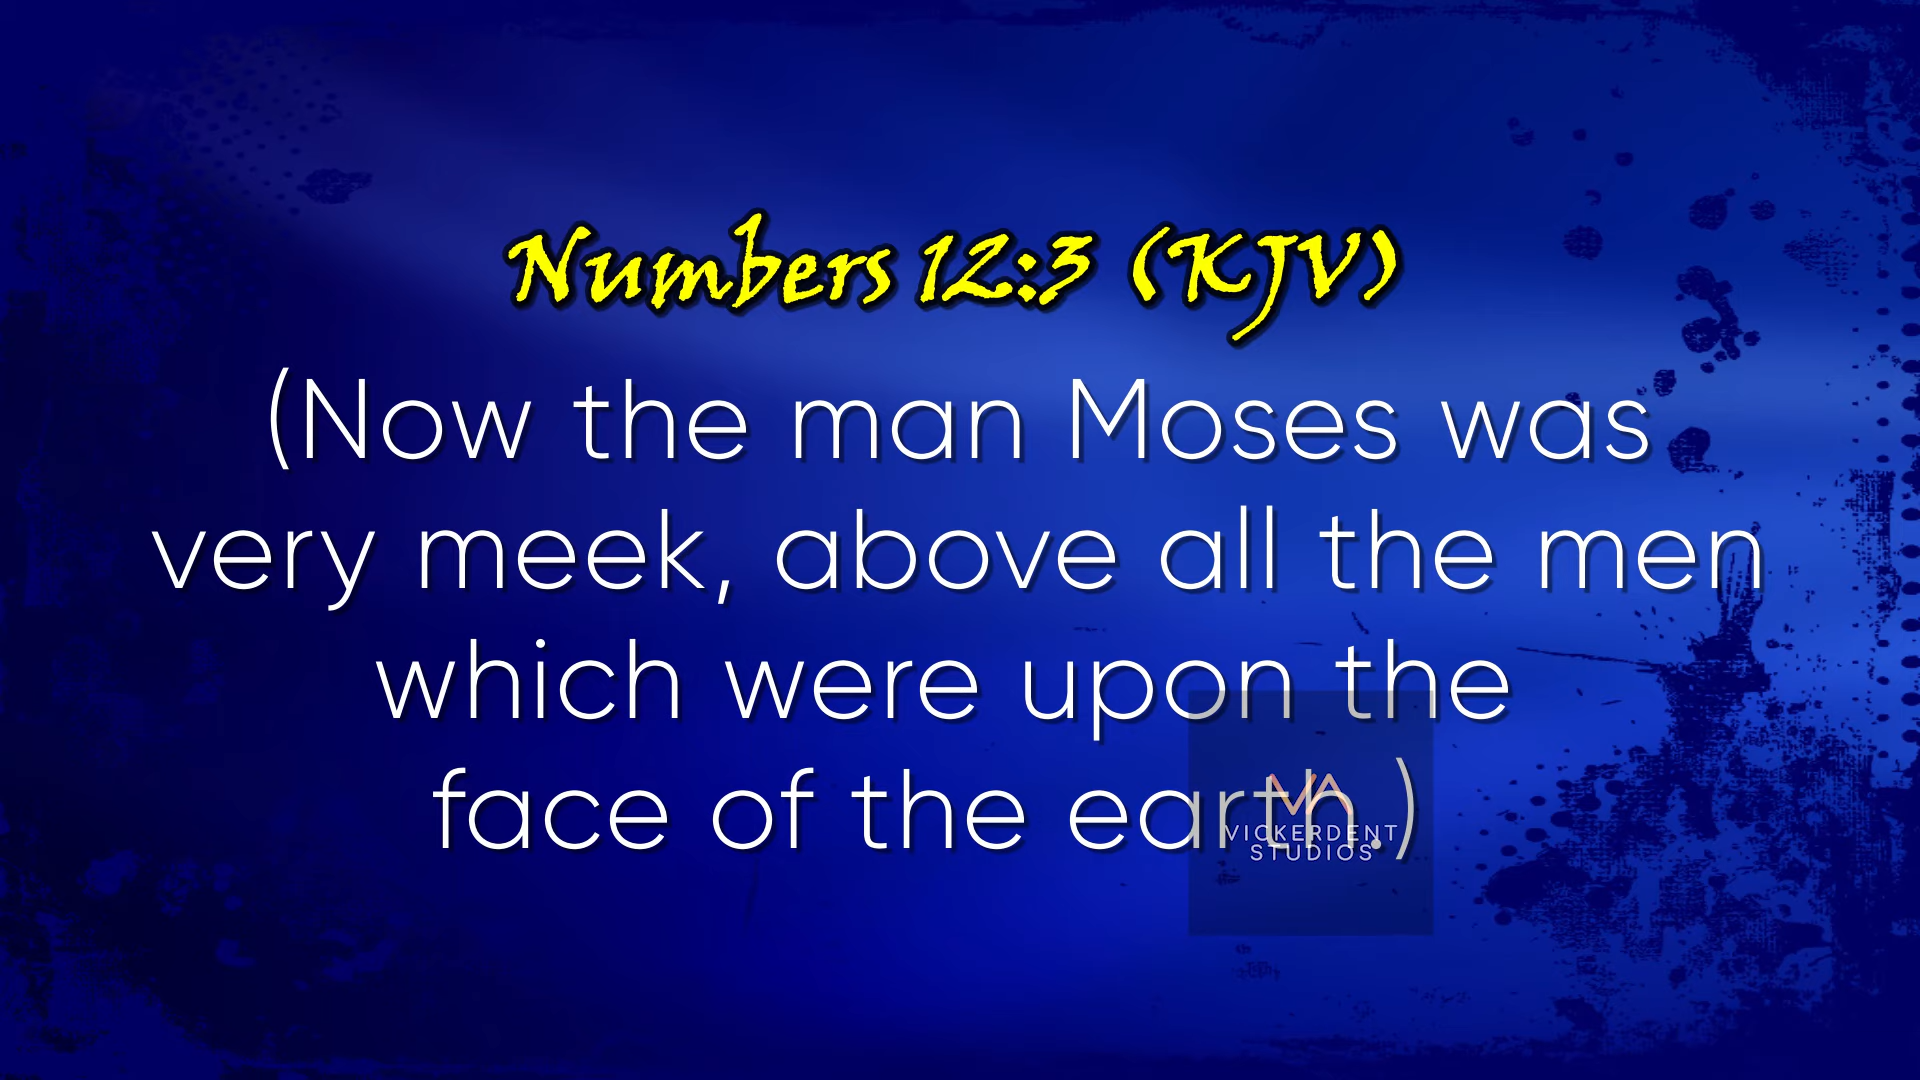 Numbers 12:3 (KJV)
(Now the man Moses was
very meek, above all the men
which were upon the
face of the earth.)
VICKERDENT
STUDIOS